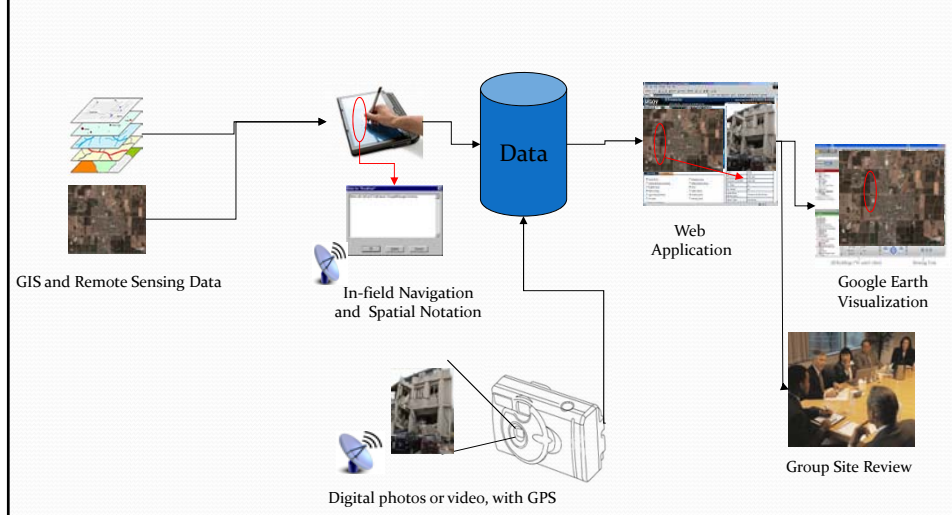 Data
Web
Application
GIS and Remote Sensing Data
In-field Navigation
and Spatial Notation
Google Earth
Visualization
Group Site Review
Digital photos or video, with GPS